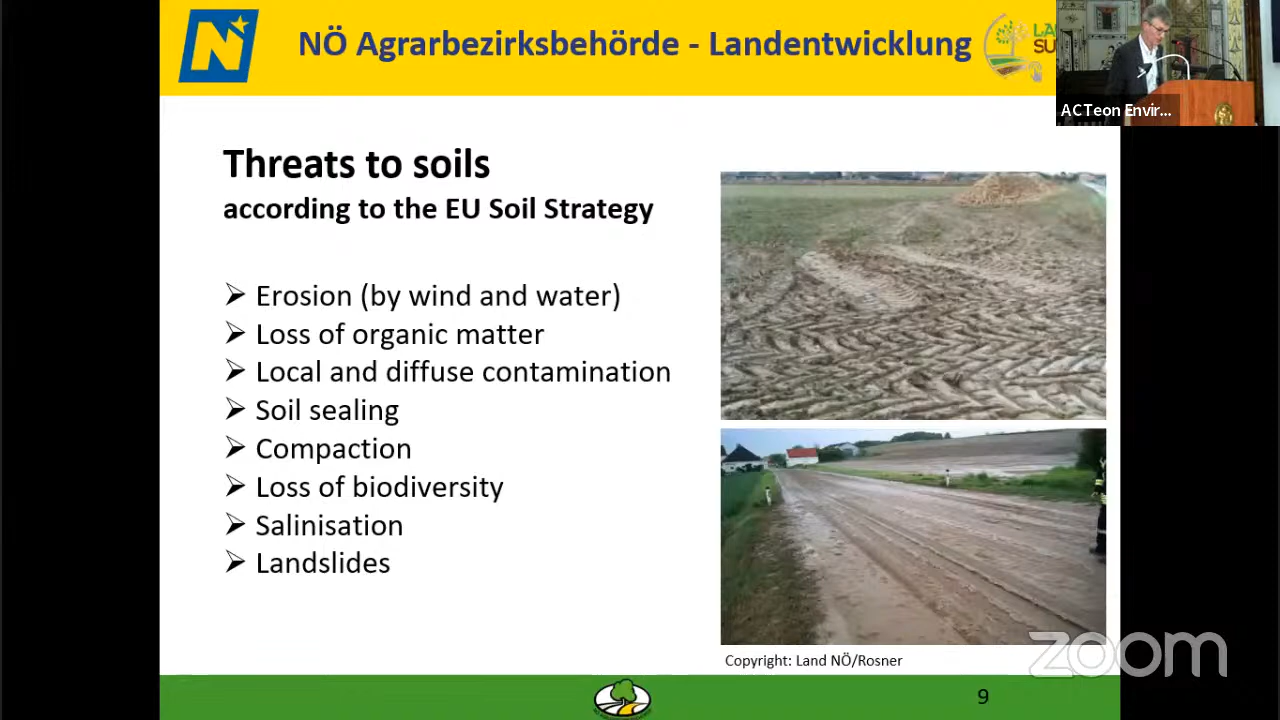 NÖ Agrarbezirksbehörde - Landentwicklung
ACTeon Envir...
Threats to soils
according to the EU Soil Strategy
➢ Erosion (by wind and water)
➢ Loss of organic matter
➢ Local and diffuse contamination
➢ Soil sealing
➢ Compaction
➢ Loss of biodiversity
➢ Salinisation
➢ Landslides
Copyright: Land NÖ/Rosner
zoom
9